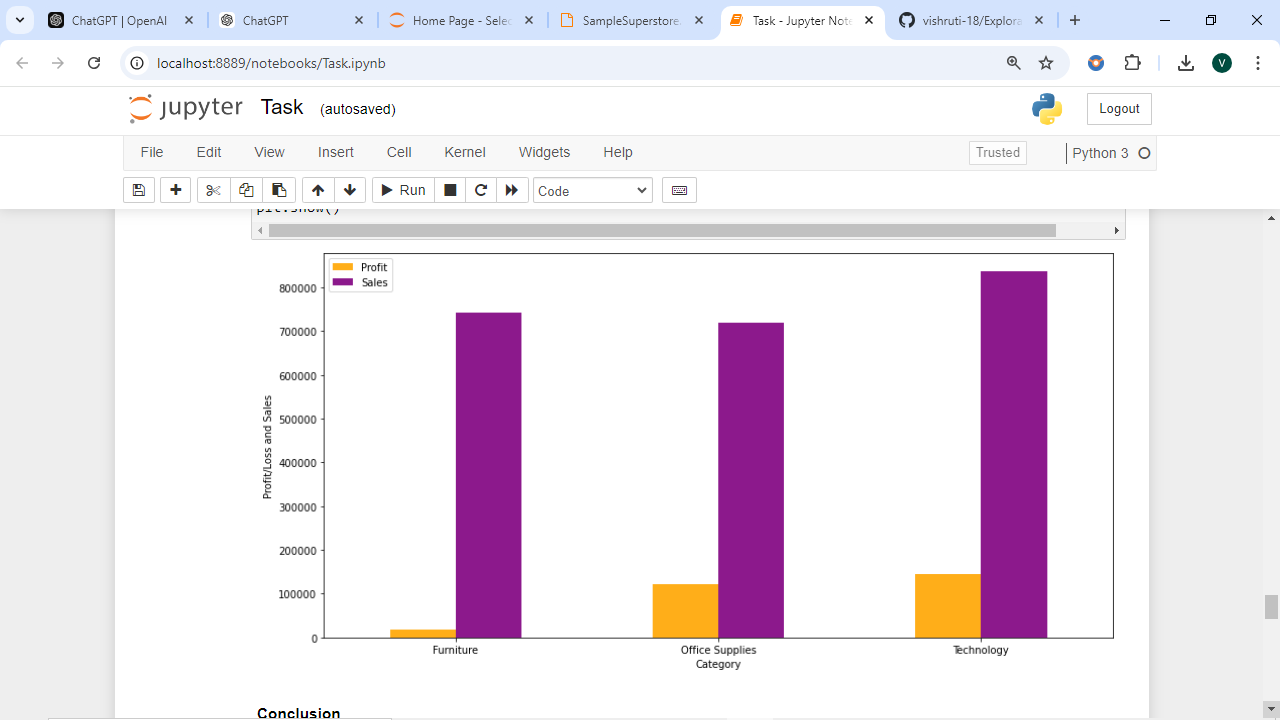 ChatGPT | OpenAI
ChatGPT
Home Page - Selec
SampleSuperstore.
Task - Jupyter Note
vishruti-18/Explora
localhost:8889/notebooks/Task.ipynb
V
jupyter Task (autosaved)
Logout
File Edit View Insert Cell Kernel Widgets Help
Trusted
Python 3
Run
Code
plt.show()
Profit
Sales
800000
700000
600000
500000
400000
300000
200000
100000
0
Profit/Loss and Sales
Furniture Office Supplies Technology
Category
Conclusion